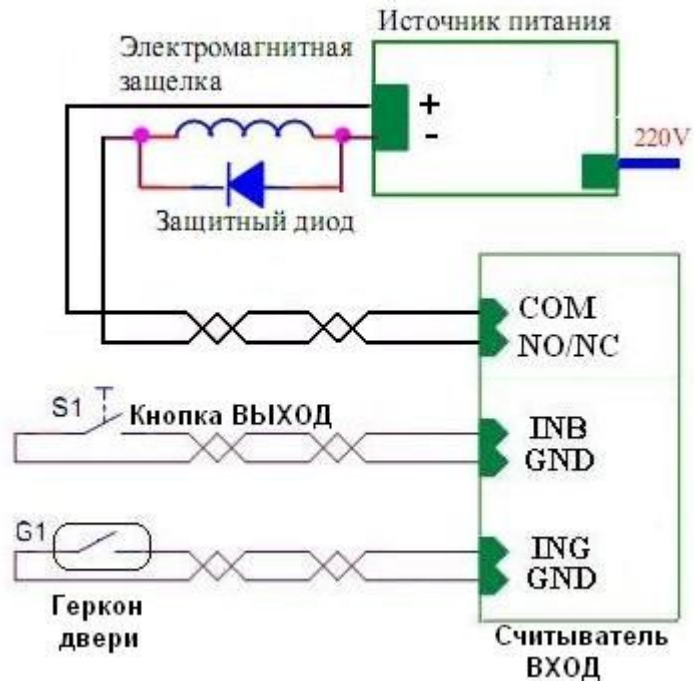 Источник питания
Электромагнитная
защелка
+
-
220V
Защитный диод
COM
NO/NC
S1
Кнопка ВЫХОД
INB
GND
G1
ING
GND
Геркон
двери
Считыватель
ВХОД